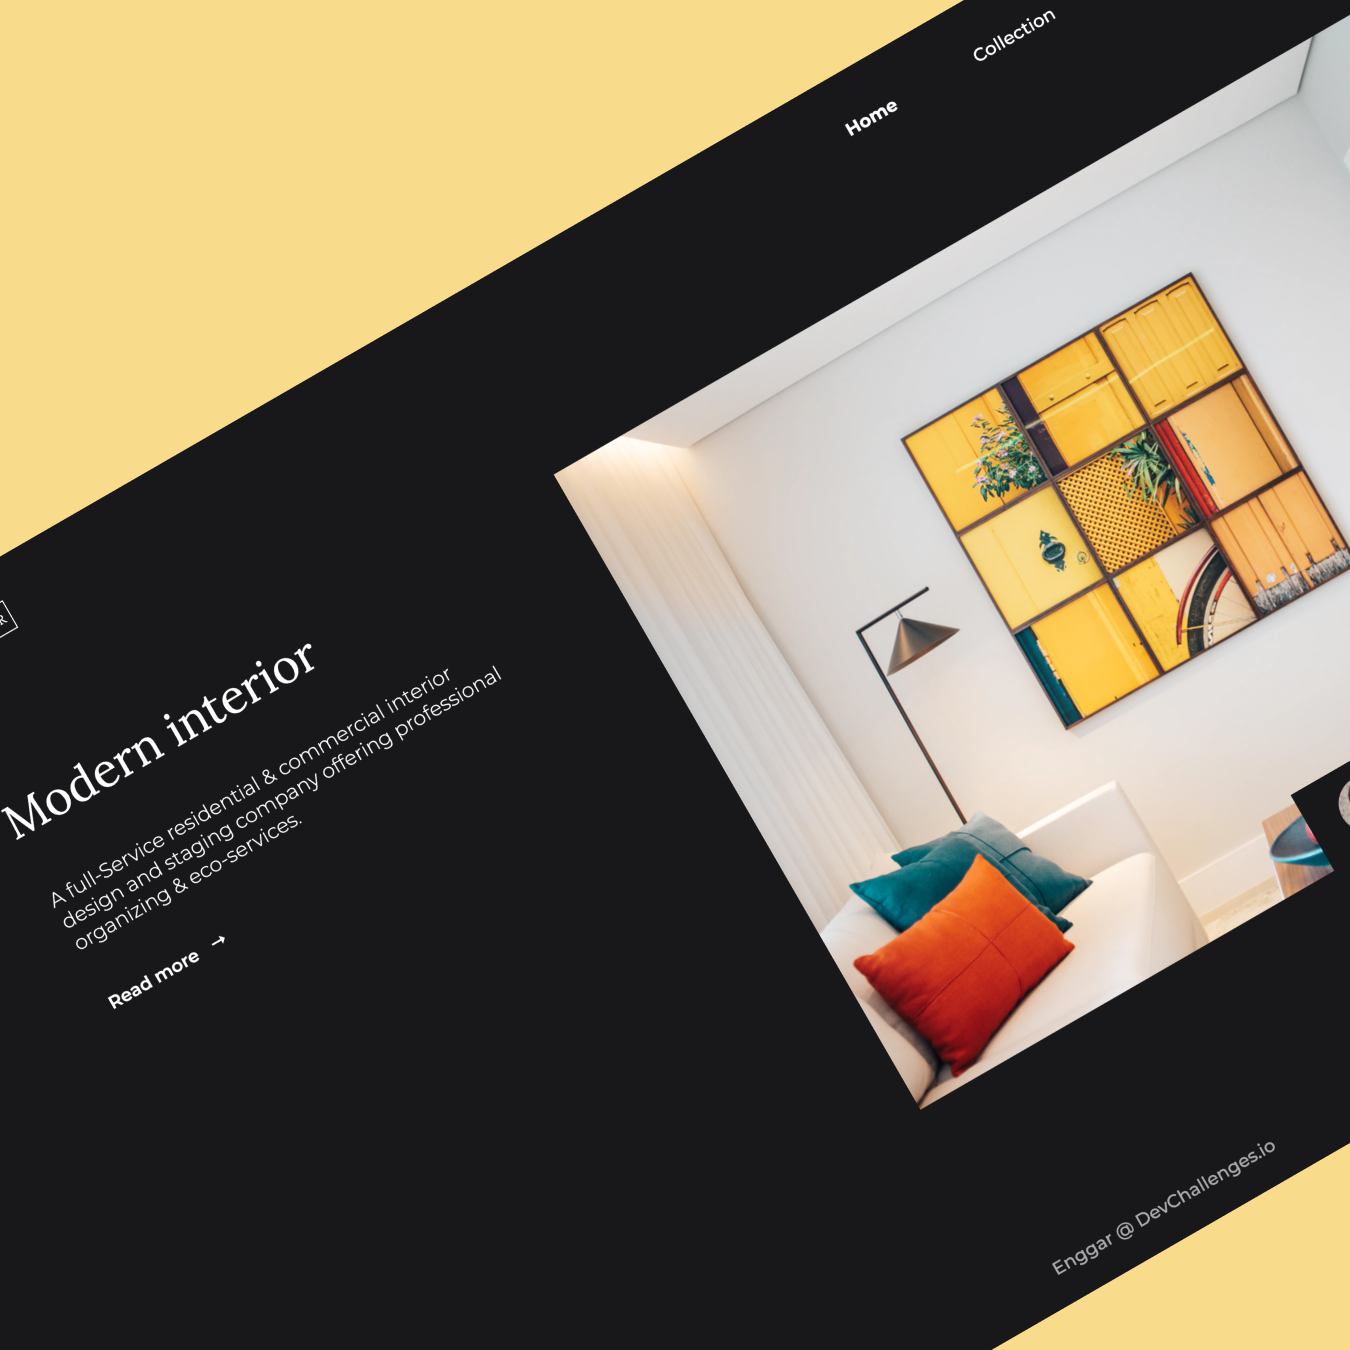 Home
Collection
Modern interior
A full-Service residential & commercial interior
design and staging company offering professional
organizing & eco-services.
Read more →
Enggar @ DevChallenges.io